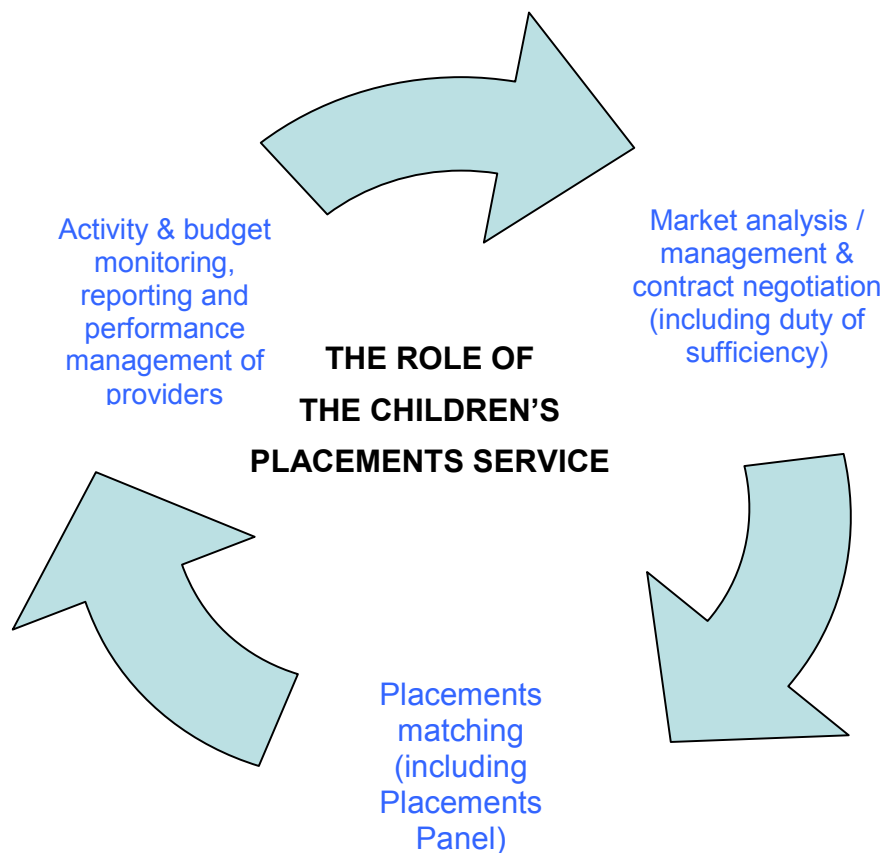 Activity & budget
monitoring,
reporting and
performance
management of
providers
Market analysis /
management &
contract negotiation
(including duty of
sufficiency)
THE ROLE OF
THE CHILDREN’S
PLACEMENTS SERVICE
Placements
matching
(including
Placements
Panel)